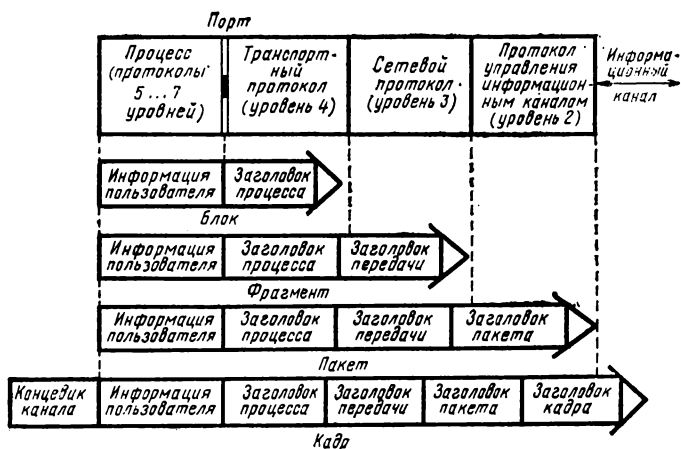 Порт
Процесс
(протоколы
5...7
уровней)
Транспорт-
ный
протокол
(уровень 4)
Сетевой
протокол
(уровень 3)
Протокол
управления
информацион-
ным каналом
(уровень 2)
Информа-
ционный
канал
Информация
пользователя
Заголовок
процесса
Блок
Информация
пользователя
Заголовок
процесса
Заголовок
передачи
Фрагмент
Информация
пользователя
Заголовок
процесса
Заголовок
передачи
Заголовок
пакета
Пакет
Концедик
канала
Информация
пользователя
Заголовок
процесса
Заголовок
передачи
Заголовок
пакета
Заголовок
кадра
Кадр